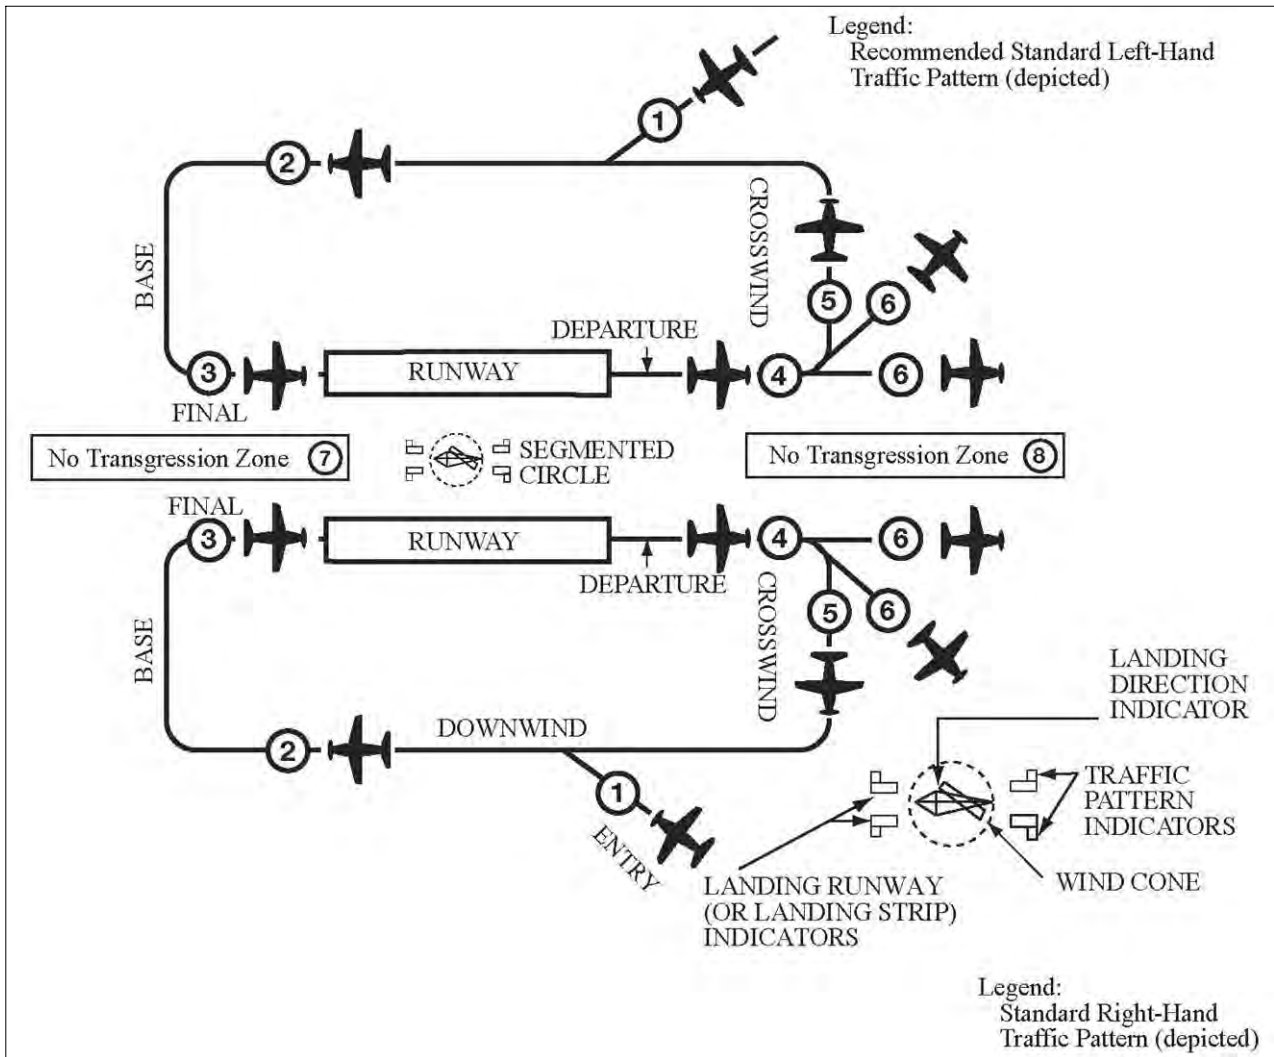 Legend:
Recommended Standard Left-Hand
Traffic Pattern (depicted)
1
2
CROSSWIND
BASE
5
6
DEPARTURE
3
RUNWAY
4
6
FINAL
No Transgression Zone 7
SEGMENTED
CIRCLE
No Transgression Zone 8
FINAL
3
RUNWAY
4
6
DEPARTURE
CROSSWIND
5
6
BASE
LANDING
DIRECTION
INDICATOR
2
DOWNWIND
1
ENTRY
TRAFFIC
PATTERN
INDICATORS
WIND CONE
LANDING RUNWAY
(OR LANDING STRIP)
INDICATORS
Legend:
Standard Right-Hand
Traffic Pattern (depicted)